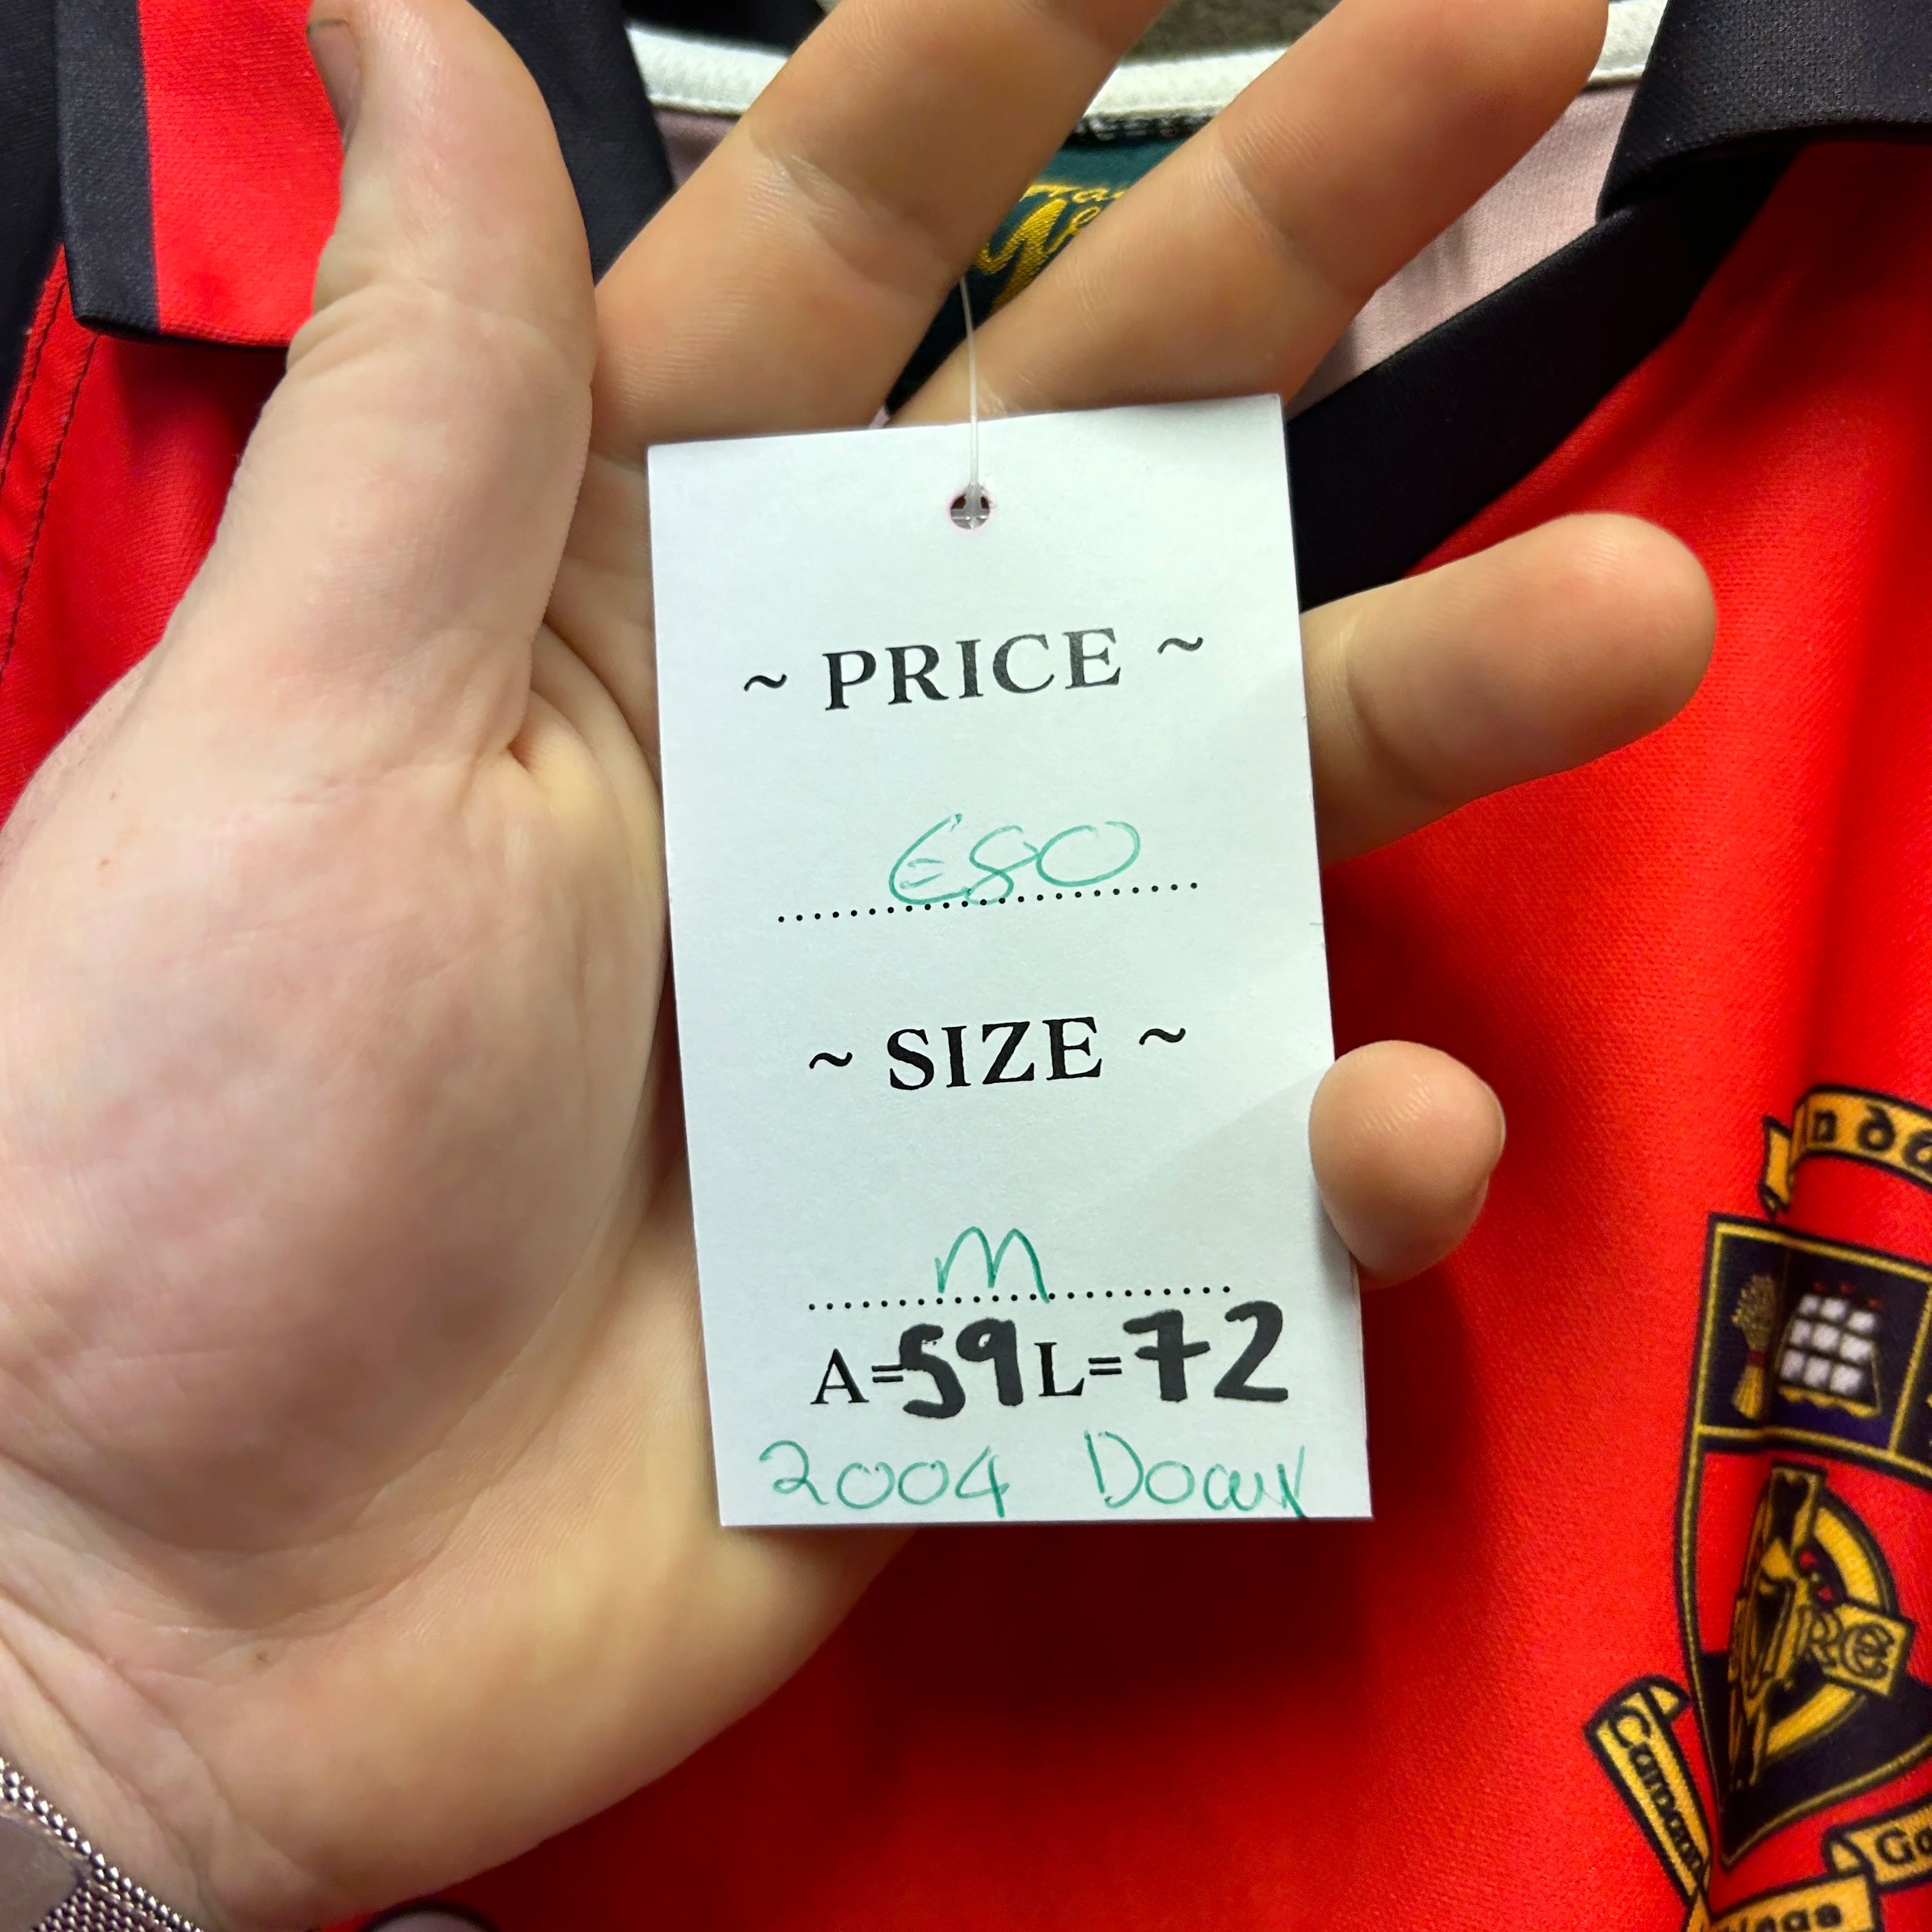 ~ PRICE ~
€80
~ SIZE ~
M
A=59 L=72
2004 Down